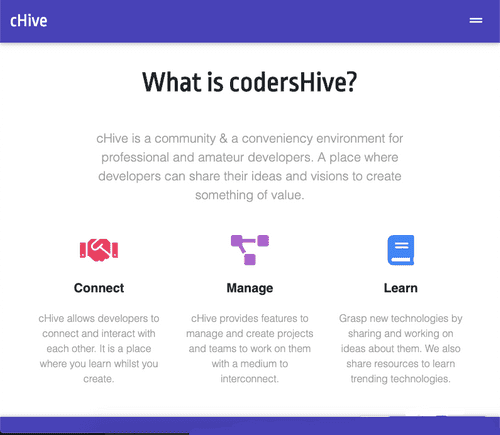 cHive
What is codersHive?
cHive is a community & a conveniency environment for
professional and amateur developers. A place where
developers can share their ideas and visions to create
something of value.
Connect
Manage
Learn
cHive allows developers to
connect and interact with
each other. It is a place
where you learn whilst you
create.
cHive provides features to
manage and create projects
and teams to work on them
with a medium to
interconnect.
Grasp new technologies by
sharing and working on
ideas about them. We also
share resources to learn
trending technologies.